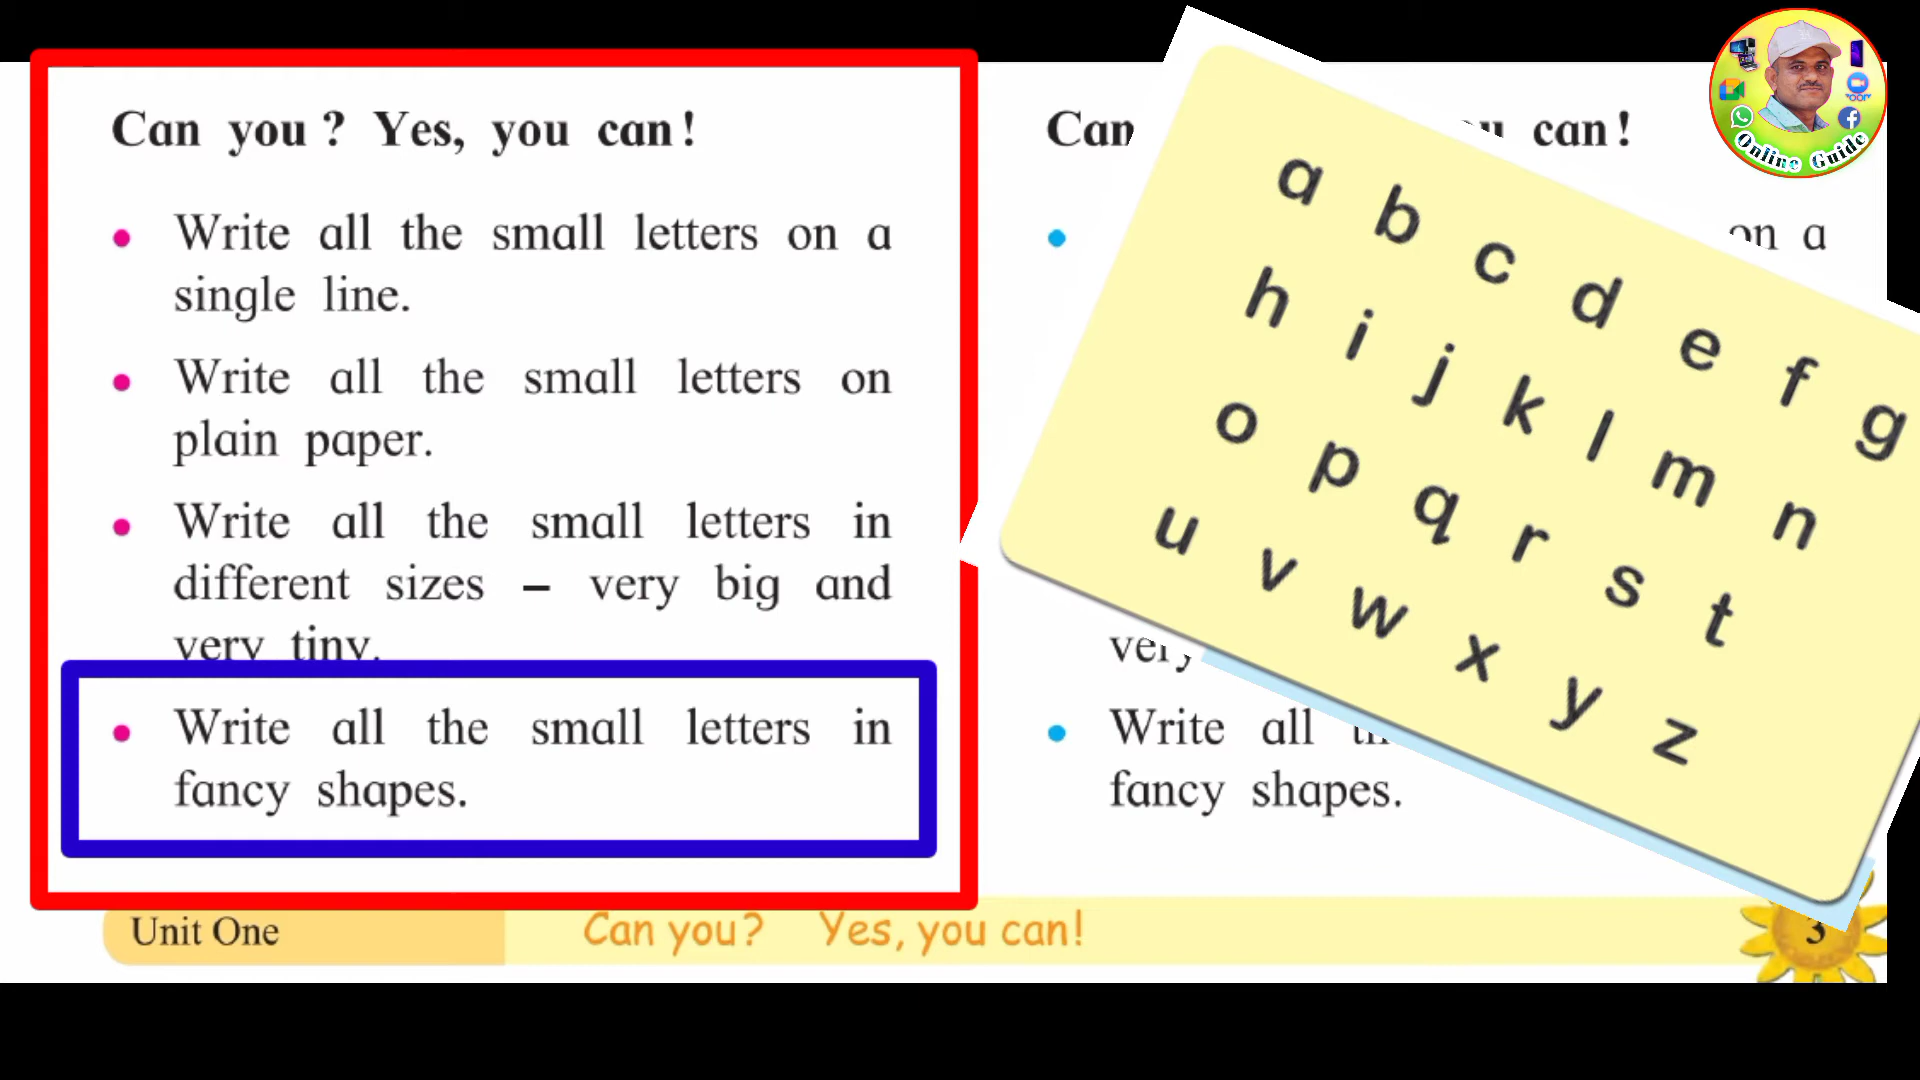 Can you ? Yes, you can!
• Write all the small letters on a
single line.
• Write all the small letters on
plain paper.
• Write all the small letters in
different sizes – very big and
very tiny.
• Write all the small letters in
fancy shapes.
Can you can!
• on a
very
• Write all
fancy shapes.
a b c d e f g
h i j k l m n
o p q r s t
u v w x y z
Online Guide
Unit One
Can you? Yes, you can!
3